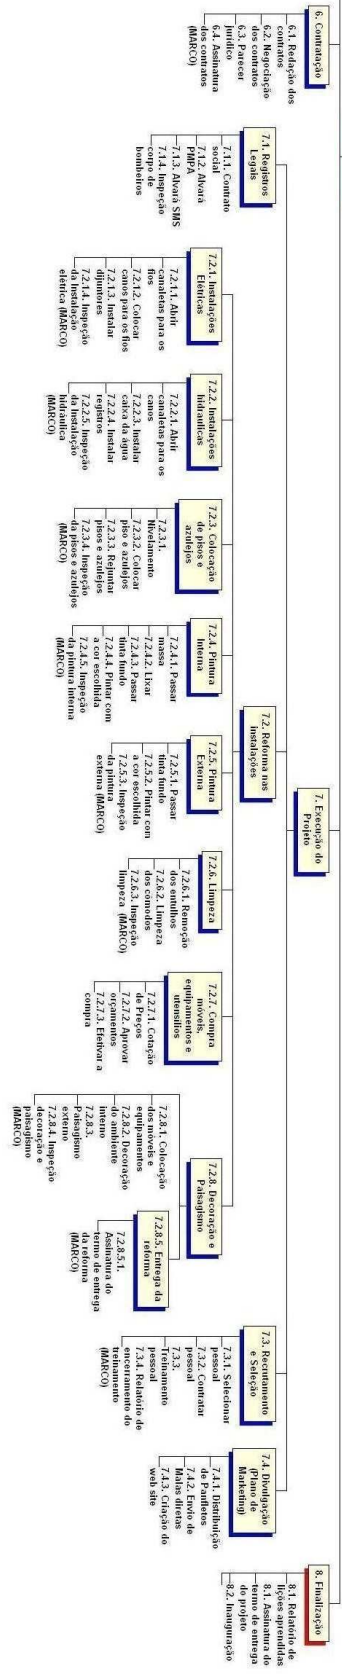 6. Contratação
6.1. Redação dos
contratos
6.2. Negociação
dos contratos
6.3. Parecer
jurídico
6.4. Assinatura
dos contratos
(MARCO)
7. Execução do
Projeto
7.1. Registros
Legais
7.1.1. Contrato
social
7.1.2. Alvará
PMPA
7.1.3. Alvará SMS
7.1.4. Inspeção
corpo de
bombeiros
7.2. Reforma nas
instalações
7.2.1. Instalações
Elétricas
7.2.1.1. Abrir
canaletas para os
fios
7.2.1.2. Colocar
canos para os fios
7.2.1.3. Instalar
dijuntores
7.2.1.4. Inspeção
da Instalação
elétrica (MARCO)
7.2.2. Instalações
hidraulicas
7.2.2.1. Abrir
canaletas para os
canos
7.2.2.3. Instalar
caixa da água
7.2.2.4. Instalar
registros
7.2.2.5. Inspeção
da Instalação
hidráulica
(MARCO)
7.2.3. Colocação
de pisos e
azulejos
7.2.3.1.
Nivelamento
7.2.3.2. Colocar
piso e azulejos
7.2.3.3. Rejuntar
pisos e azulejos
7.2.3.4. Inspeção
da pisos e azulejos
(MARCO)
7.2.4. Pintura
Interna
7.2.4.1. Passar
massa
7.2.4.2. Lixar
7.2.4.3. Passar
tinta fundo
7.2.4.4. Pintar com
a cor escolhida
7.2.4.5. Inspeção
da pintura interna
(MARCO)
7.2.5. Pintura
Externa
7.2.5.1. Passar
tinta fundo
7.2.5.2. Pintar com
a cor escolhida
7.2.5.3. Inspeção
da pintura
externa (MARCO)
7.2.6. Limpeza
7.2.6.1. Remoção
dos entulhos
7.2.6.2. Limpeza
dos cômodos
7.2.6.3. Inspeção
limpeza (MARCO)
7.2.7. Compra
móveis,
equipamentos e
utensílios
7.2.7.1. Cotação
de Preços
7.2.7.2. Aprovar
orçamentos
7.2.7.3. Efetivar a
compra
7.2.8. Decoração e
Paisagismo
7.2.8.1. Colocação
dos móveis e
equipamentos
7.2.8.2. Decoração
do ambiente
interno
7.2.8.3.
Paisagismo
externo
7.2.8.4. Inspeção
decoração e
paisagismo
(MARCO)
7.2.8.5. Entrega da
reforma
7.2.8.5.1.
Assinatura do
termo de entrega
da reforma
(MARCO)
7.3. Recrutamento
e Seleção
7.3.1. Selecionar
pessoal
7.3.2. Contratar
pessoal
7.3.3.
Treinamento
pessoal
7.3.4. Relatório de
encerramento do
treinamento
(MARCO)
7.4. Divulgação
(Plano de
Marketing)
7.4.1. Distribuição
de Panfletos
7.4.2. Envio de
Malas diretas
7.4.3. Criação do
web site
8. Finalização
8.1. Relatório de
lições aprendidas
8.1. Assinatura do
termo de entrega
do projeto
8.2. Inauguração